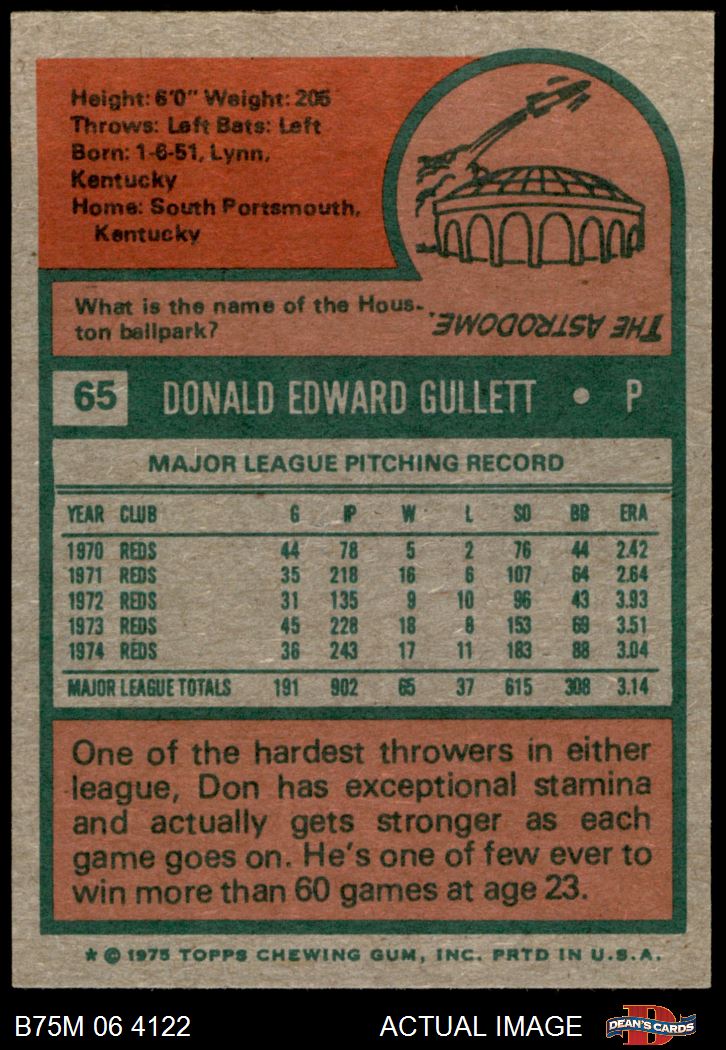 Height: 6'0" Weight: 205
Throws: Left Bats: Left
Born: 1-6-51, Lynn,
Kentucky
Home: South Portsmouth,
Kentucky
What is the name of the Hous-
ton ballpark?
THE ASTRODOME.
65 DONALD EDWARD GULLETT • P
MAJOR LEAGUE PITCHING RECORD
YEAR CLUB G IP W L SO BB ERA
1970 REDS 44 78 5 2 76 44 2.42
1971 REDS 35 218 16 6 107 64 2.64
1972 REDS 31 135 9 10 96 43 3.93
1973 REDS 45 228 18 8 153 69 3.51
1974 REDS 36 243 17 11 183 88 3.04
MAJOR LEAGUE TOTALS 191 902 65 37 615 308 3.14
One of the hardest throwers in either
league, Don has exceptional stamina
and actually gets stronger as each
game goes on. He's one of few ever to
win more than 60 games at age 23.
* © 1975 TOPPS CHEWING GUM, INC. PRTD IN U.S.A.
B75M 06 4122 ACTUAL IMAGE D DEAN'S CARDS